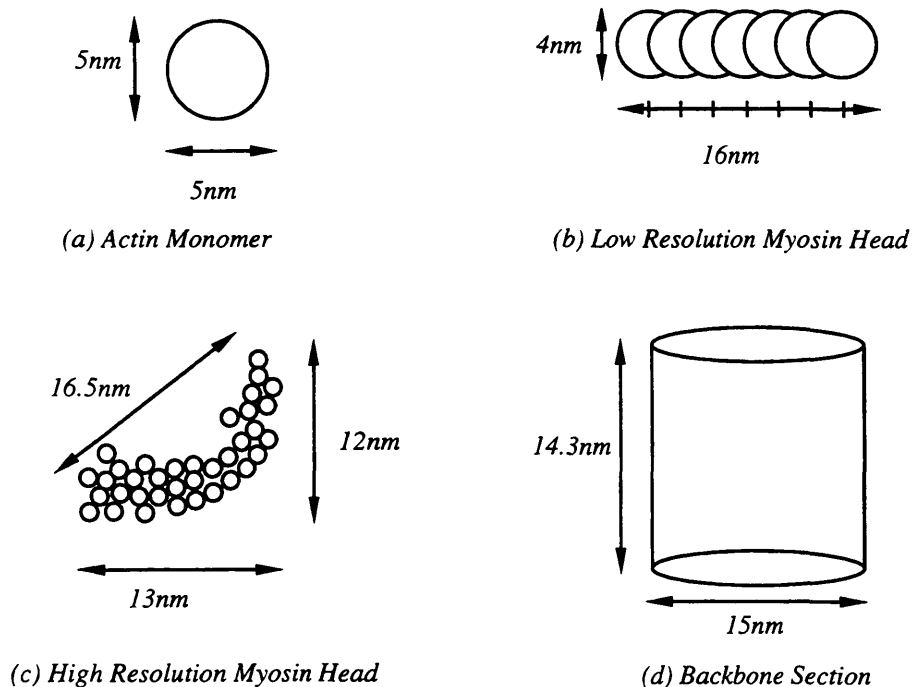 5nm
5nm
(a) Actin Monomer
4nm
16nm
(b) Low Resolution Myosin Head
16.5nm
12nm
13nm
(c) High Resolution Myosin Head
14.3nm
15nm
(d) Backbone Section